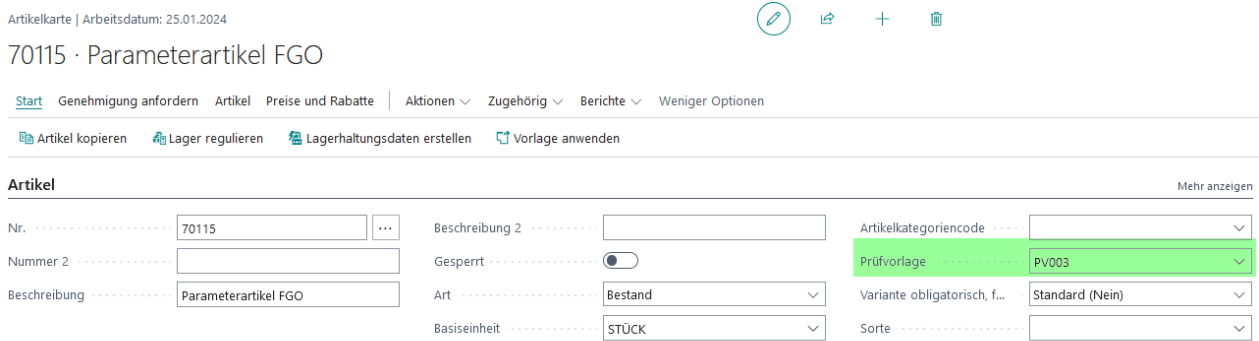 Artikelkarte | Arbeitsdatum: 25.01.2024
70115 · Parameterartikel FGO
Start Genehmigung anfordern Artikel Preise und Rabatte Aktionen Zugehörig Berichte Weniger Optionen
Artikel kopieren Lager regulieren Lagerhaltungsdaten erstellen Vorlage anwenden
Artikel Mehr anzeigen
Nr. 70115 ... Beschreibung 2 Artikelkategoriencode
Nummer 2 Gesperrt Prüfvorlage PV003
Beschreibung Parameterartikel FGO Art Bestand Variante obligatorisch, f... Standard (Nein)
Basiseinheit STÜCK Sorte